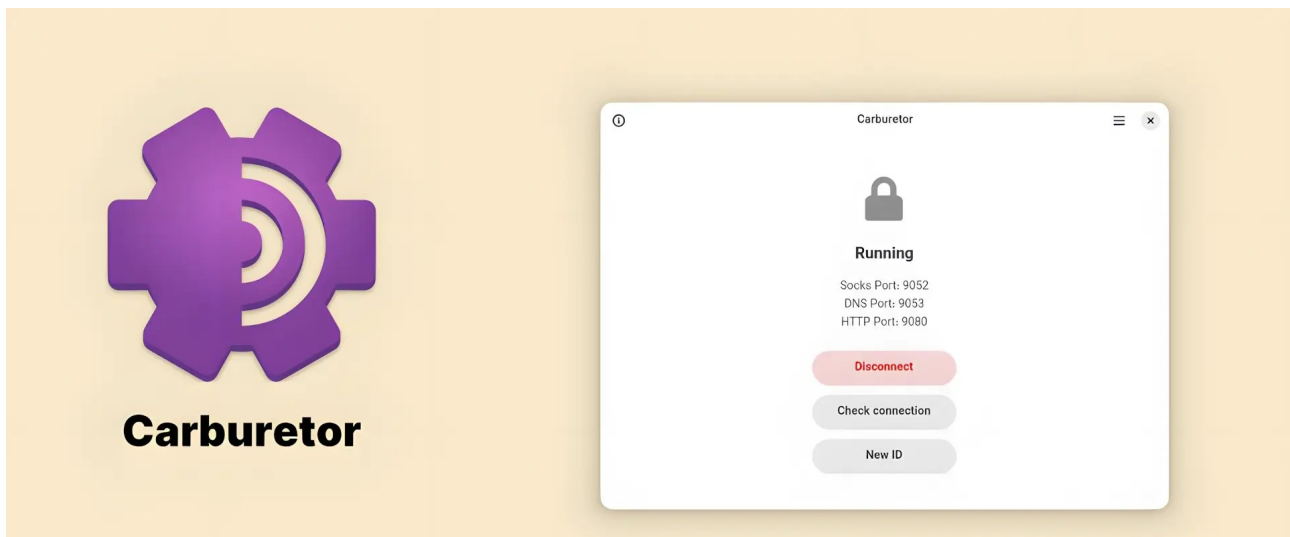 Carburetor
Carburetor
Running
Socks Port: 9052
DNS Port: 9053
HTTP Port: 9080
Disconnect
Check connection
New ID